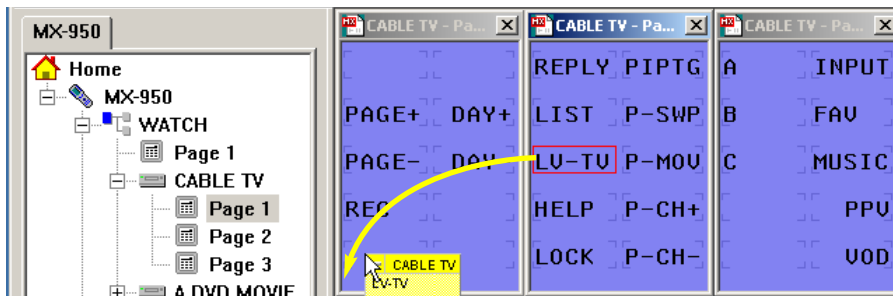 MX-950
Home
MX-950
WATCH
Page 1
CABLE TV
Page 1
Page 2
Page 3
A DVD MOVIE
CABLE TV - Pa...
PAGE+ DAY+
PAGE- DAY-
REC
CABLE TV
LV-TV
CABLE TV - Pa...
REPLY PIPTG
LIST P-SWP
LV-TV P-MOV
HELP P-CH+
LOCK P-CH-
CABLE TV - Pa...
A INPUT
B FAV
C MUSIC
PPV
VOD